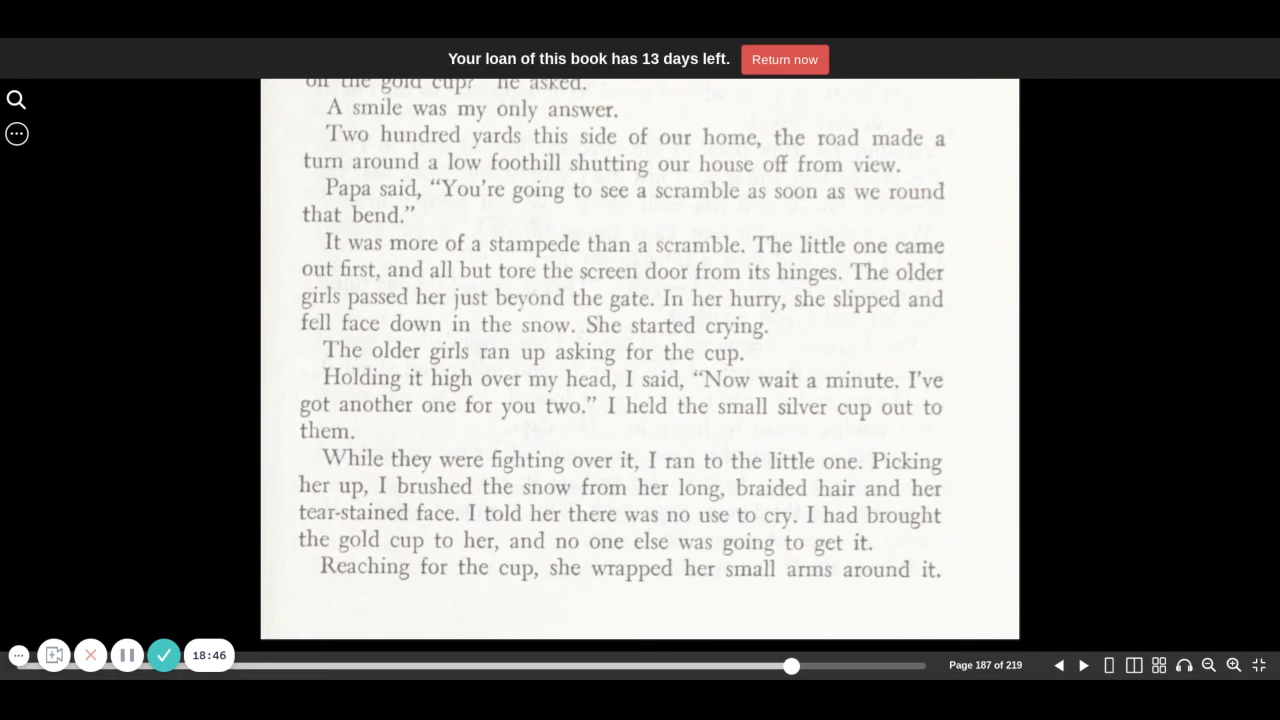 Your loan of this book has 13 days left. Return now
on the gold cup?" he asked.
A smile was my only answer.
Two hundred yards this side of our home, the road made a
turn around a low foothill shutting our house off from view.
Papa said, “You’re going to see a scramble as soon as we round
that bend.”
It was more of a stampede than a scramble. The little one came
out first, and all but tore the screen door from its hinges. The older
girls passed her just beyond the gate. In her hurry, she slipped and
fell face down in the snow. She started crying.
The older girls ran up asking for the cup.
Holding it high over my head, I said, “Now wait a minute. I’ve
got another one for you two.” I held the small silver cup out to
them.
While they were fighting over it, I ran to the little one. Picking
her up, I brushed the snow from her long, braided hair and her
tear-stained face. I told her there was no use to cry. I had brought
the gold cup to her, and no one else was going to get it.
Reaching for the cup, she wrapped her small arms around it.
18:46
Page 187 of 219